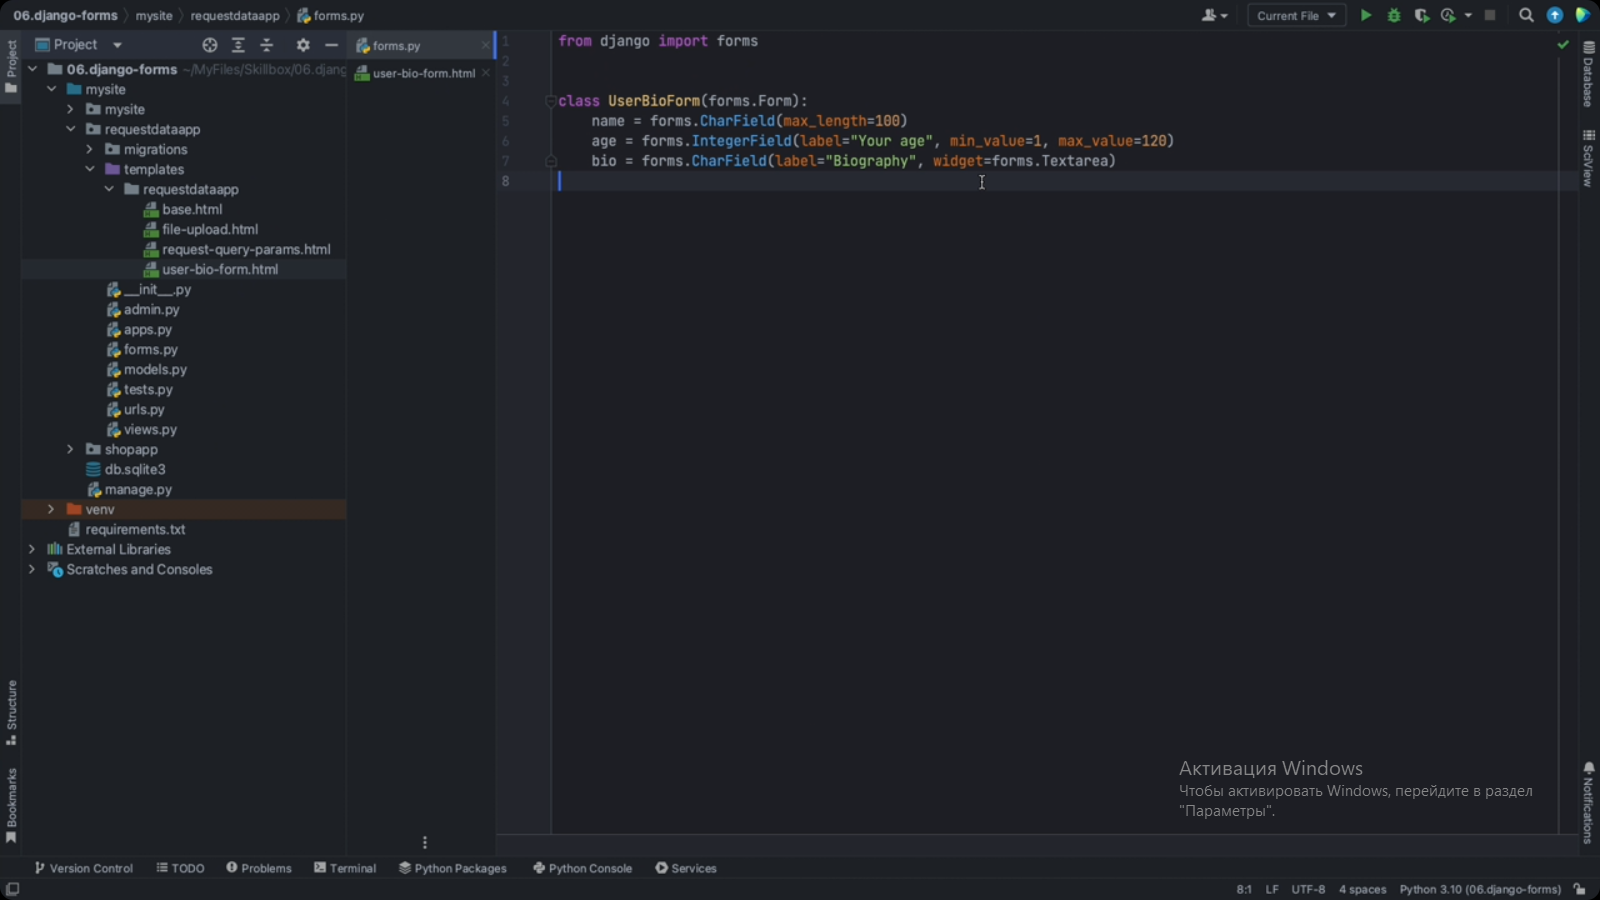 06.django-forms mysite requestdataapp forms.py
Current File
Project
forms.py
user-bio-form.html
Project
06.django-forms ~/MyFiles/Skillbox/06.djang
mysite
mysite
requestdataapp
migrations
templates
requestdataapp
base.html
file-upload.html
request-query-params.html
user-bio-form.html
__init__.py
admin.py
apps.py
forms.py
models.py
tests.py
urls.py
views.py
shopapp
db.sqlite3
manage.py
venv
requirements.txt
External Libraries
Scratches and Consoles
Structure
Bookmarks
1 from django import forms
2
3
4 class UserBioForm(forms.Form):
5 name = forms.CharField(max_length=100)
6 age = forms.IntegerField(label="Your age", min_value=1, max_value=120)
7 bio = forms.CharField(label="Biography", widget=forms.Textarea)
8
Database
SciView
Notifications
Активация Windows
Чтобы активировать Windows, перейдите в раздел
"Параметры".
Version Control TODO Problems Terminal Python Packages Python Console Services
8:1 LF UTF-8 4 spaces Python 3.10 (06.django-forms)